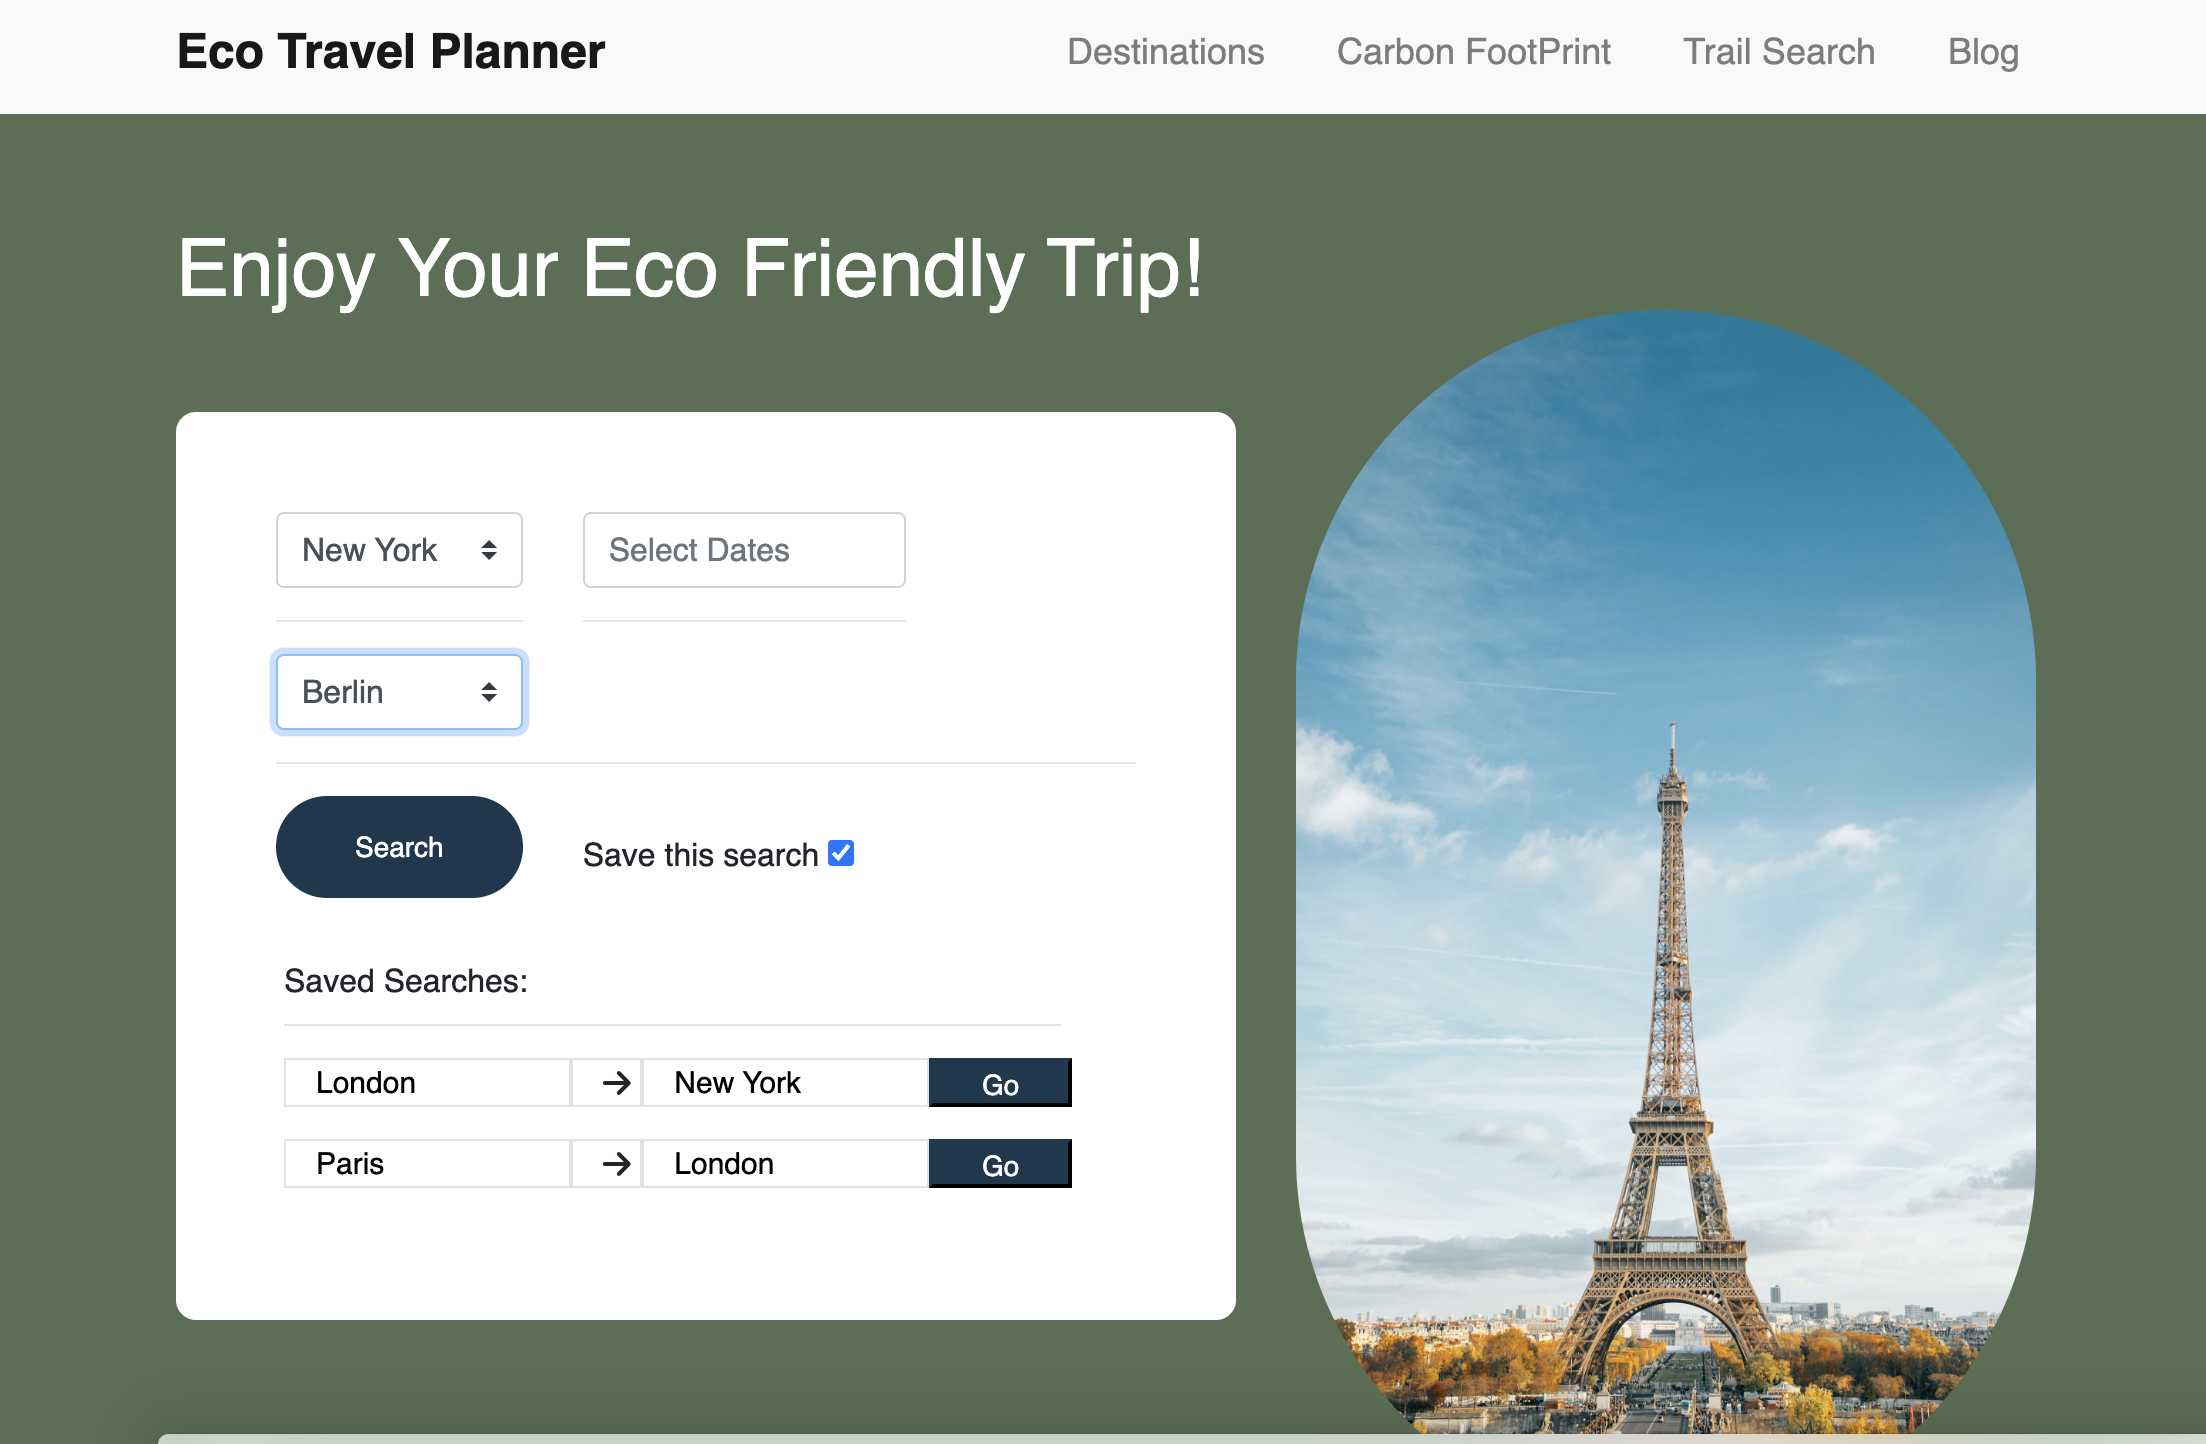 Eco Travel Planner Destinations Carbon FootPrint Trail Search Blog
Enjoy Your Eco Friendly Trip!
New York Select Dates
Berlin
Search Save this search
Saved Searches:
London → New York Go
Paris → London Go